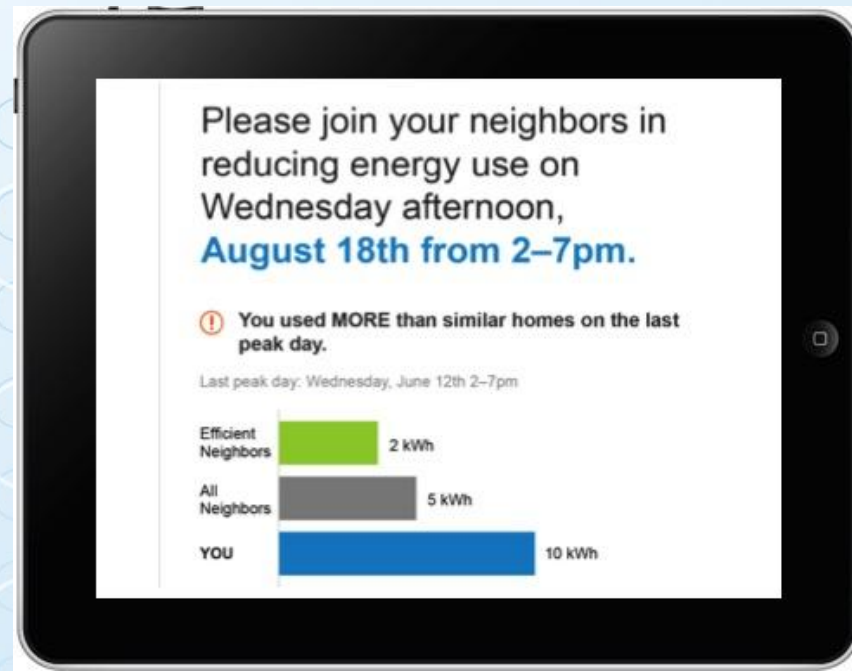 Please join your neighbors in
reducing energy use on
Wednesday afternoon,
August 18th from 2–7pm.
You used MORE than similar homes on the last
peak day.
Last peak day: Wednesday, June 12th 2–7pm
Efficient
Neighbors
2 kWh
All
Neighbors
5 kWh
YOU
10 kWh